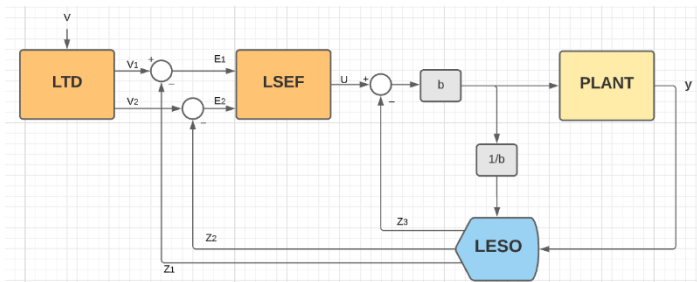 V
LTD
V1
+
−
E1
V2
−
E2
LSEF
U
+
−
b
PLANT
y
1/b
Z3
LESO
Z2
Z1